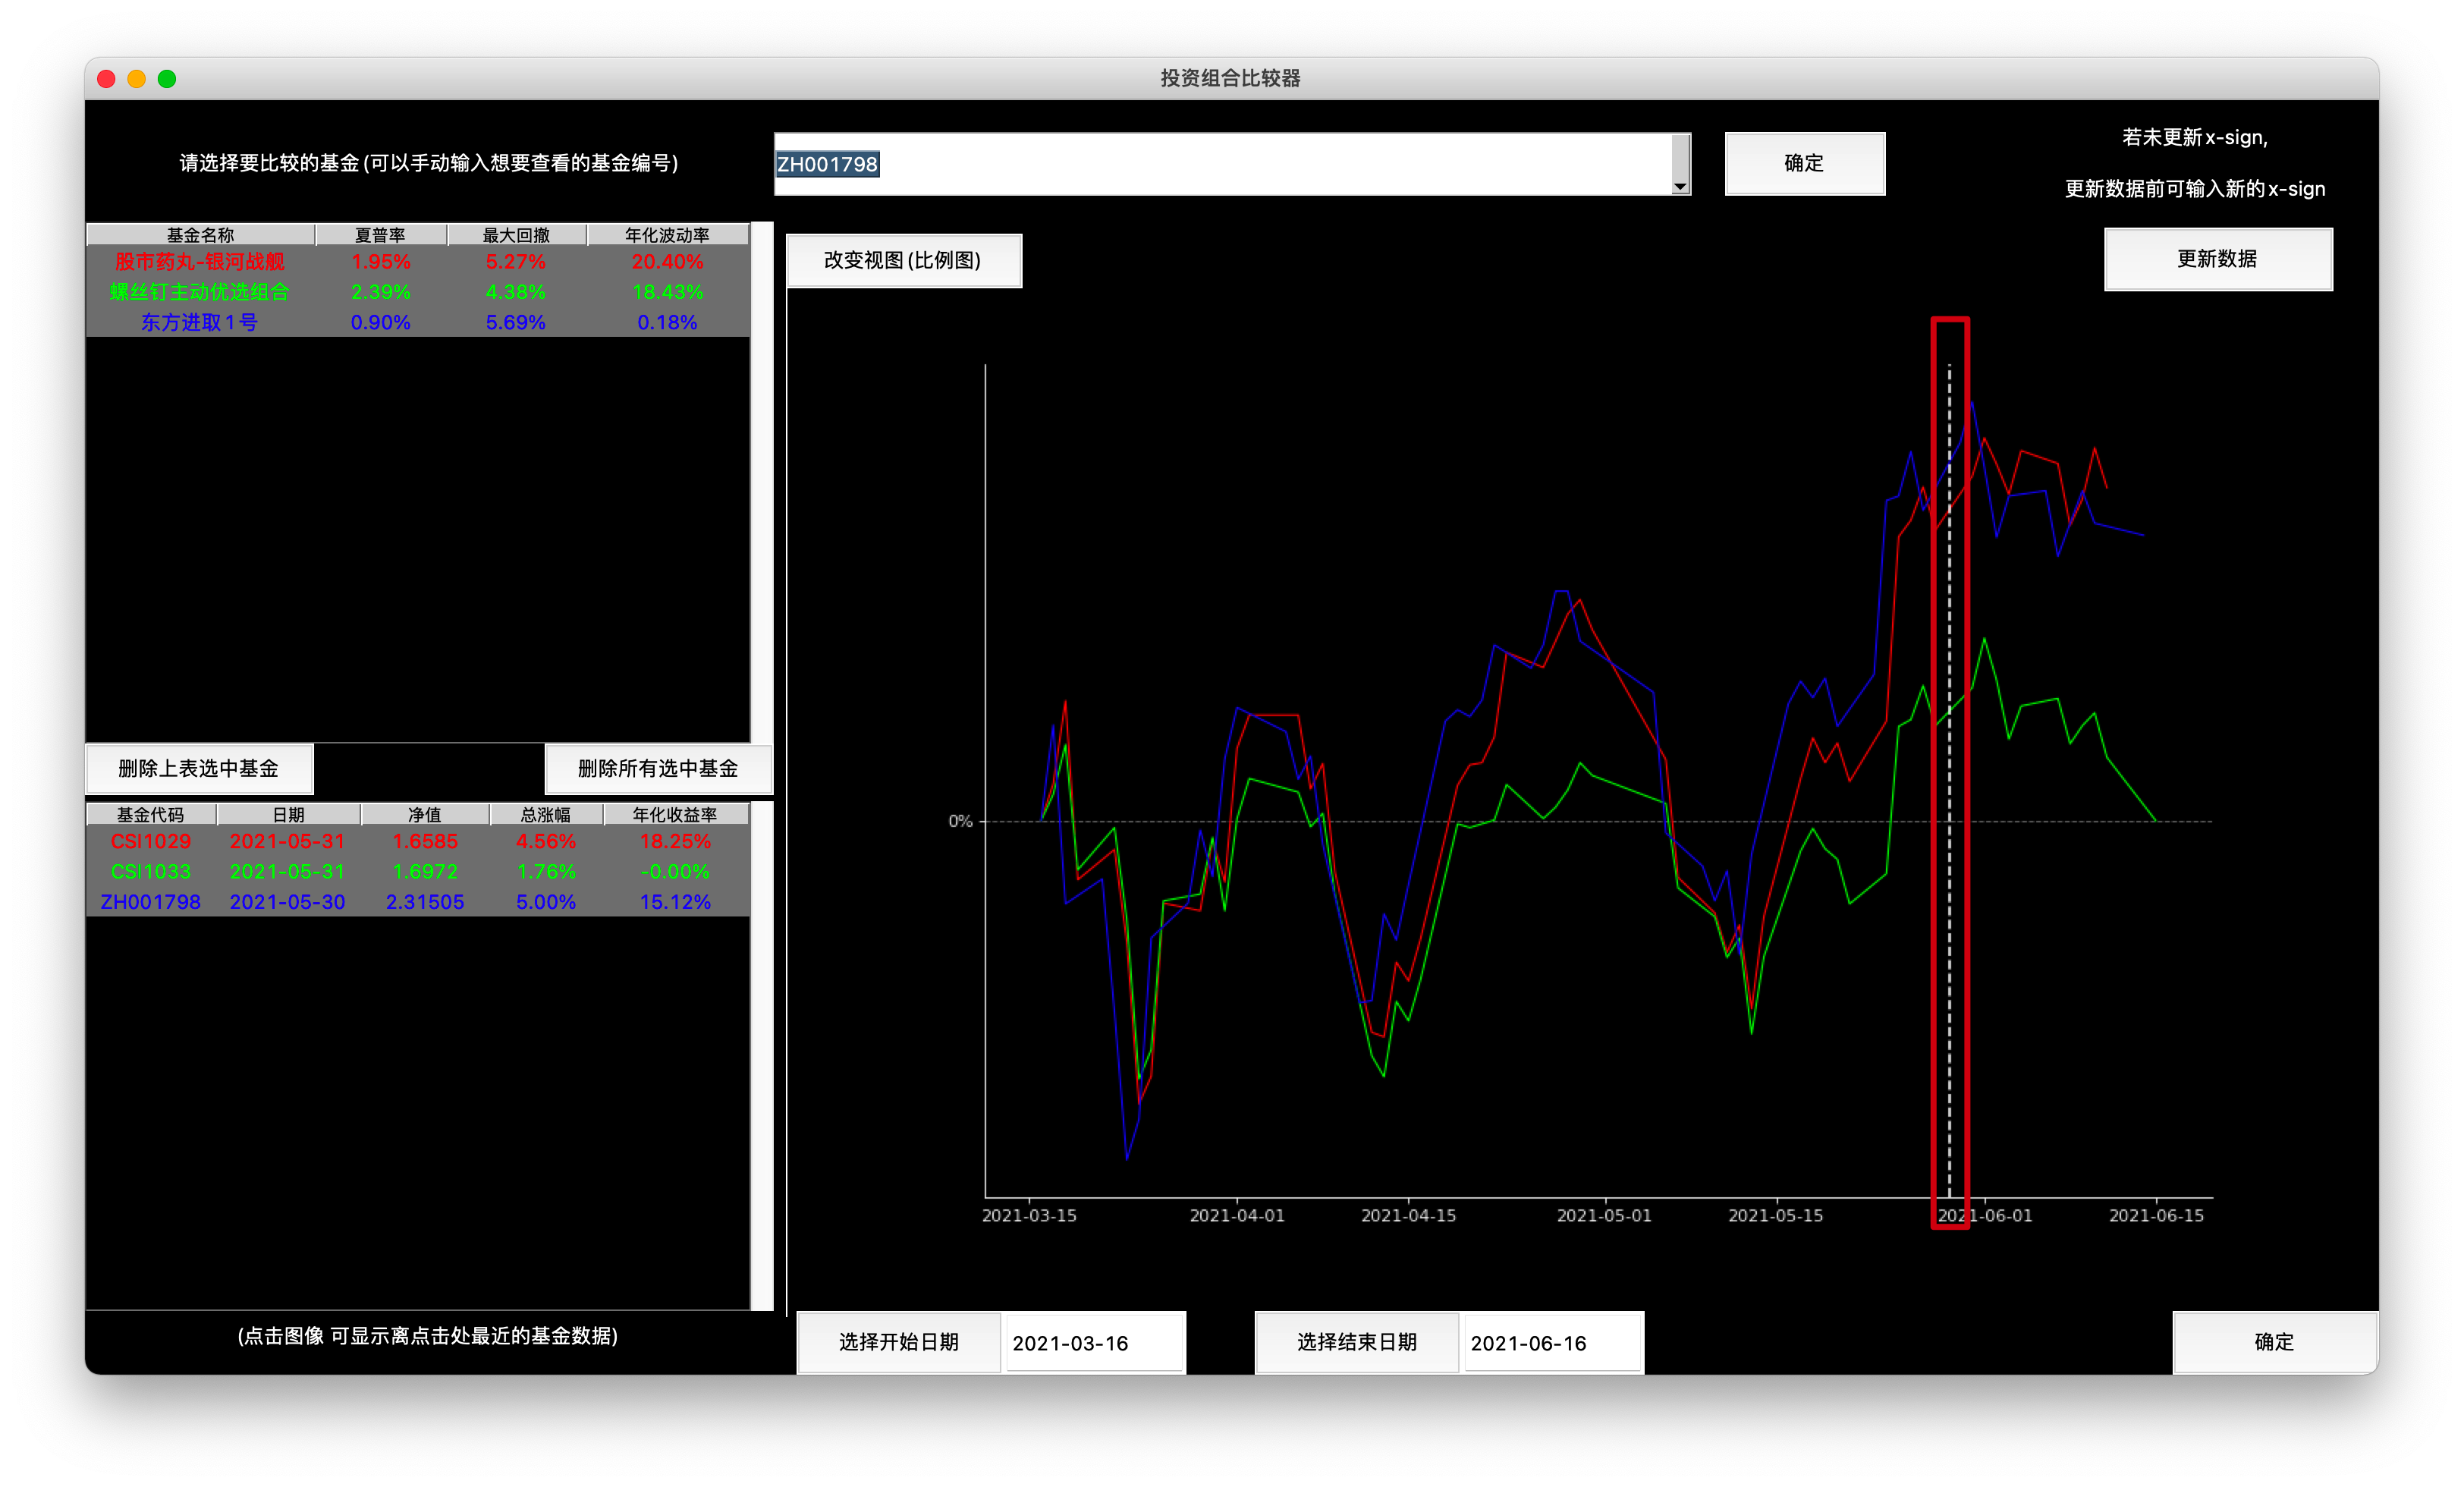 投资组合比较器
请选择要比较的基金(可以手动输入想要查看的基金编号)
ZH001798
确定
若未更新x-sign,
更新数据前可输入新的x-sign
基金名称 夏普率 最大回撤 年化波动率
股市药丸-银河战舰 1.95% 5.27% 20.40%
螺丝钉主动优选组合 2.39% 4.38% 18.43%
东方进取1号 0.90% 5.69% 0.18%
改变视图(比例图)
更新数据
删除上表选中基金
删除所有选中基金
基金代码 日期 净值 总涨幅 年化收益率
CSI1029 2021-05-31 1.6585 4.56% 18.25%
CSI1033 2021-05-31 1.6972 1.76% -0.00%
ZH001798 2021-05-30 2.31505 5.00% 15.12%
0%
2021-03-15 2021-04-01 2021-04-15 2021-05-01 2021-05-15 2021-06-01 2021-06-15
(点击图像 可显示离点击处最近的基金数据)
选择开始日期 2021-03-16
选择结束日期 2021-06-16
确定